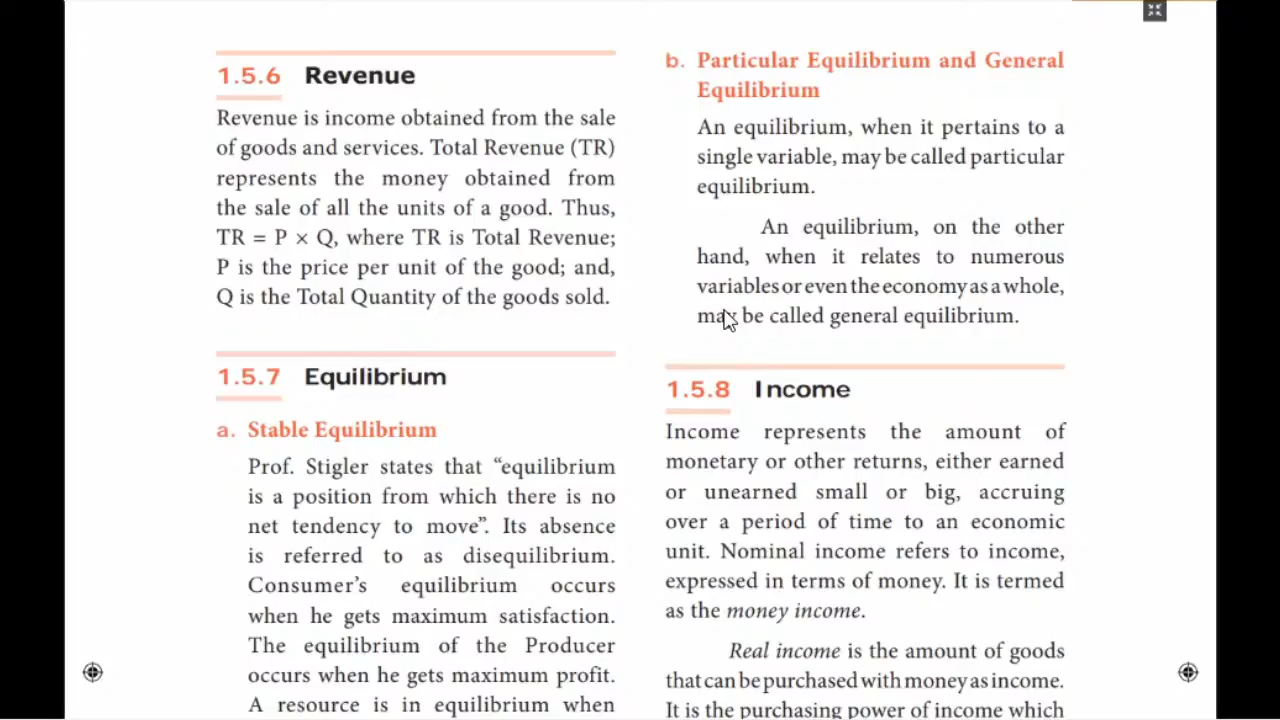 1.5.6 Revenue
Revenue is income obtained from the sale
of goods and services. Total Revenue (TR)
represents the money obtained from
the sale of all the units of a good. Thus,
TR = P × Q, where TR is Total Revenue;
P is the price per unit of the good; and,
Q is the Total Quantity of the goods sold.
1.5.7 Equilibrium
a. Stable Equilibrium
Prof. Stigler states that “equilibrium
is a position from which there is no
net tendency to move”. Its absence
is referred to as disequilibrium.
Consumer’s equilibrium occurs
when he gets maximum satisfaction.
The equilibrium of the Producer
occurs when he gets maximum profit.
A resource is in equilibrium when
b. Particular Equilibrium and General
Equilibrium
An equilibrium, when it pertains to a
single variable, may be called particular
equilibrium.
An equilibrium, on the other
hand, when it relates to numerous
variables or even the economy as a whole,
may be called general equilibrium.
1.5.8 Income
Income represents the amount of
monetary or other returns, either earned
or unearned small or big, accruing
over a period of time to an economic
unit. Nominal income refers to income,
expressed in terms of money. It is termed
as the money income.
Real income is the amount of goods
that can be purchased with money as income.
It is the purchasing power of income which